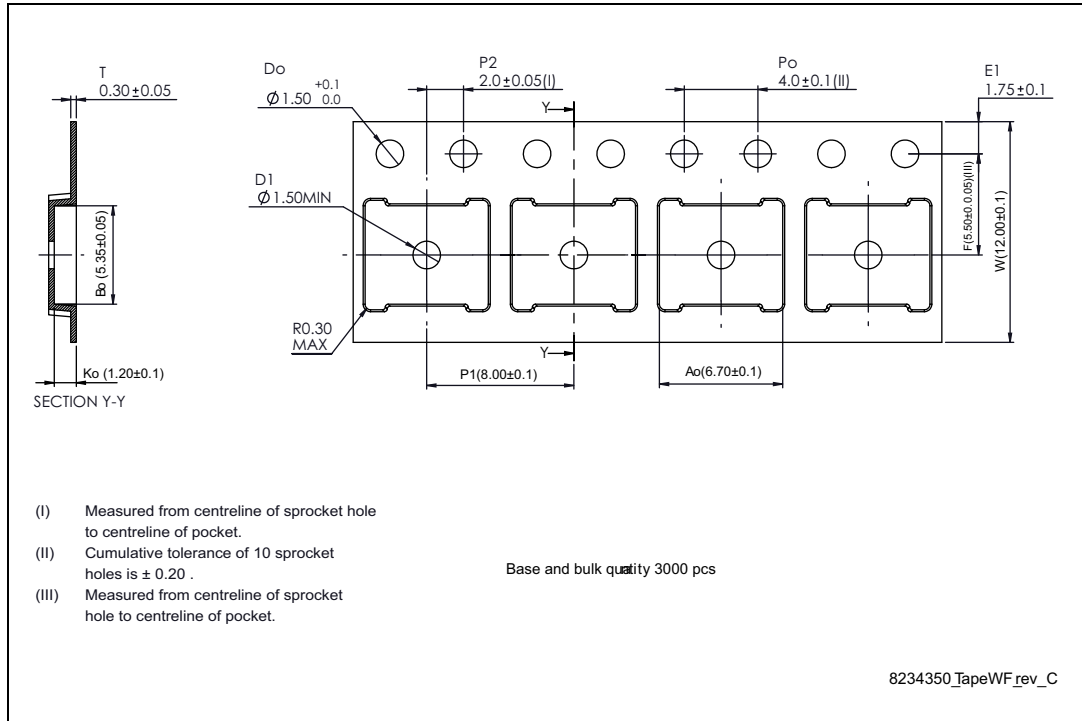 T
0.30±0.05
Do
Ø1.50 +0.1
0.0
P2
2.0±0.05(I)
Po
4.0±0.1(II)
E1
1.75±0.1
Y
D1
Ø1.50MIN
Bo (5.35±0.05)
F(5.50±0.0.05)(III)
W(12.00±0.1)
R0.30
MAX
Y
Ko (1.20±0.1)
P1(8.00±0.1)
Ao(6.70±0.1)
SECTION Y-Y
(I) Measured from centreline of sprocket hole
to centreline of pocket.
(II) Cumulative tolerance of 10 sprocket
holes is ± 0.20 .
(III) Measured from centreline of sprocket
hole to centreline of pocket.
Base and bulk quatity 3000 pcs
8234350_TapeWF_rev_C